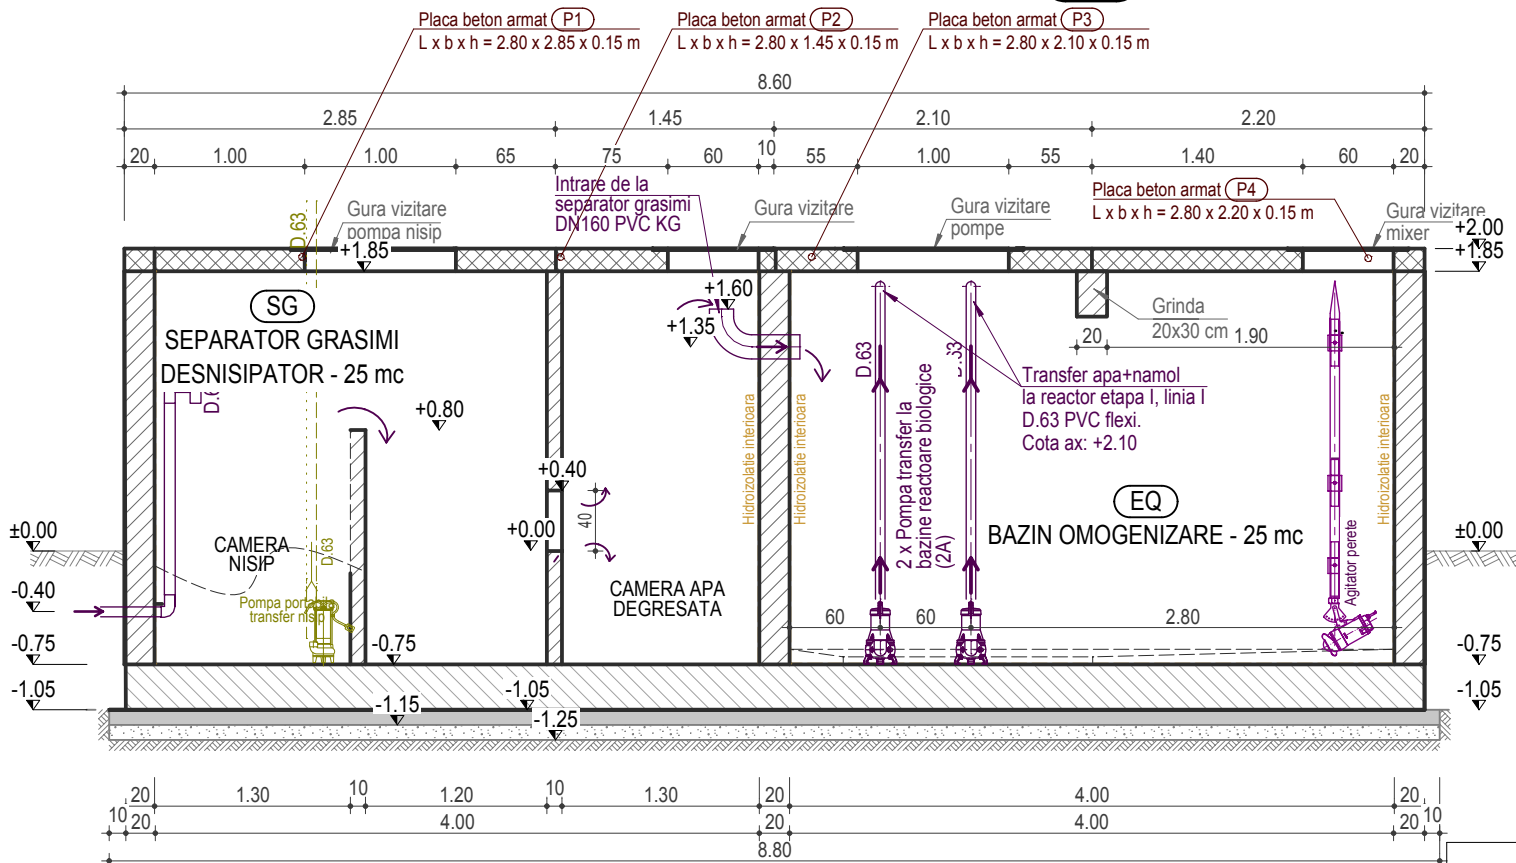 Placa beton armat P1
L x b x h = 2.80 x 2.85 x 0.15 m
Placa beton armat P2
L x b x h = 2.80 x 1.45 x 0.15 m
Placa beton armat P3
L x b x h = 2.80 x 2.10 x 0.15 m
8.60
2.85 1.45 2.10 2.20
20 1.00 1.00 65 75 60 10 55 1.00 55 1.40 60 20
Intrare de la
separator grasimi
DN160 PVC KG
Placa beton armat P4
L x b x h = 2.80 x 2.20 x 0.15 m
D.63
Gura vizitare
pompa nisip
Gura vizitare
Gura vizitare
pompe
Gura vizitare
mixer
+2.00
+1.85
+1.85
SG
SEPARATOR GRASIMI
DESNISIPATOR - 25 mc
+1.60
+1.35
Grinda
20x30 cm
20 1.90
D.63
Transfer apa+namol
la reactor etapa I, linia I
D.63 PVC flexi.
Cota ax: +2.10
+0.80
Hidroizolatie interioara
Hidroizolatie interioara
Hidroizolatie interioara
2 x Pompa transfer la
bazine reactoare biologice
(2A)
+0.40
40
+0.00
EQ
BAZIN OMOGENIZARE - 25 mc
±0.00
±0.00
CAMERA
NISIP
D.63
Agitator perete
-0.40
CAMERA APA
DEGRESATA
Pompa portabila
transfer nisip
60 60 2.80
-0.75
-0.75
-0.75
-1.05
-1.05
-1.05
-1.15
-1.25
20 1.30 10 1.20 10 1.30 20 4.00 20
10 20 4.00 20 4.00 20 10
8.80